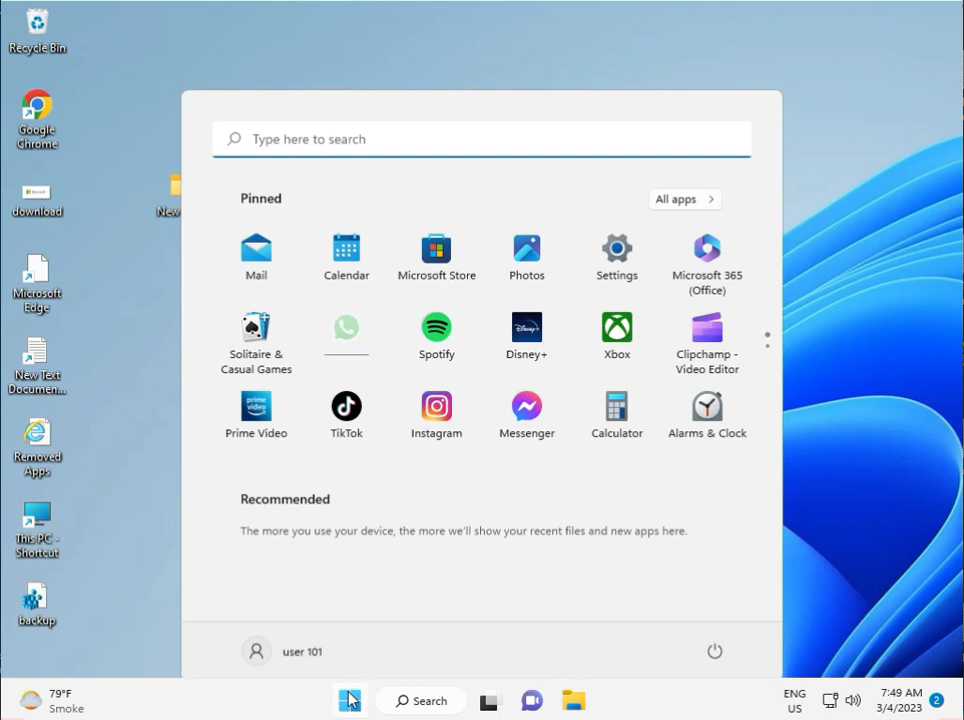 Recycle Bin
Google
Chrome
download
Microsoft
Edge
New Text
Documen...
Removed
Apps
This PC -
Shortcut
backup
New
Type here to search
Pinned
All apps
Mail
Calendar
Microsoft Store
Photos
Settings
Microsoft 365
(Office)
Solitaire &
Casual Games
Spotify
Disney+
Xbox
Clipchamp -
Video Editor
prime
video
Prime Video
TikTok
Instagram
Messenger
Calculator
Alarms & Clock
Recommended
The more you use your device, the more we'll show your recent files and new apps here.
user 101
79°F
Smoke
Search
ENG
US
7:49 AM
3/4/2023
2